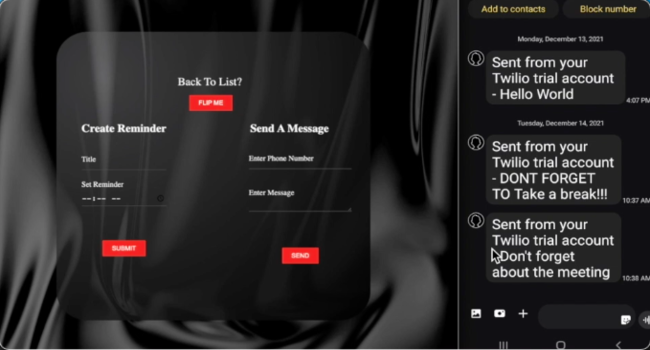 Back To List?
FLIP ME
Create Reminder
Title
Set Reminder
--:-- --
SUBMIT
Send A Message
Enter Phone Number
Enter Message
SEND
Add to contacts
Block number
Monday, December 13, 2021
Sent from your
Twilio trial account
- Hello World
4:07 PM
Tuesday, December 14, 2021
Sent from your
Twilio trial account
- DONT FORGET
TO Take a break!!!
10:37 AM
Sent from your
Twilio trial account
Don't forget
about the meeting
10:38 AM